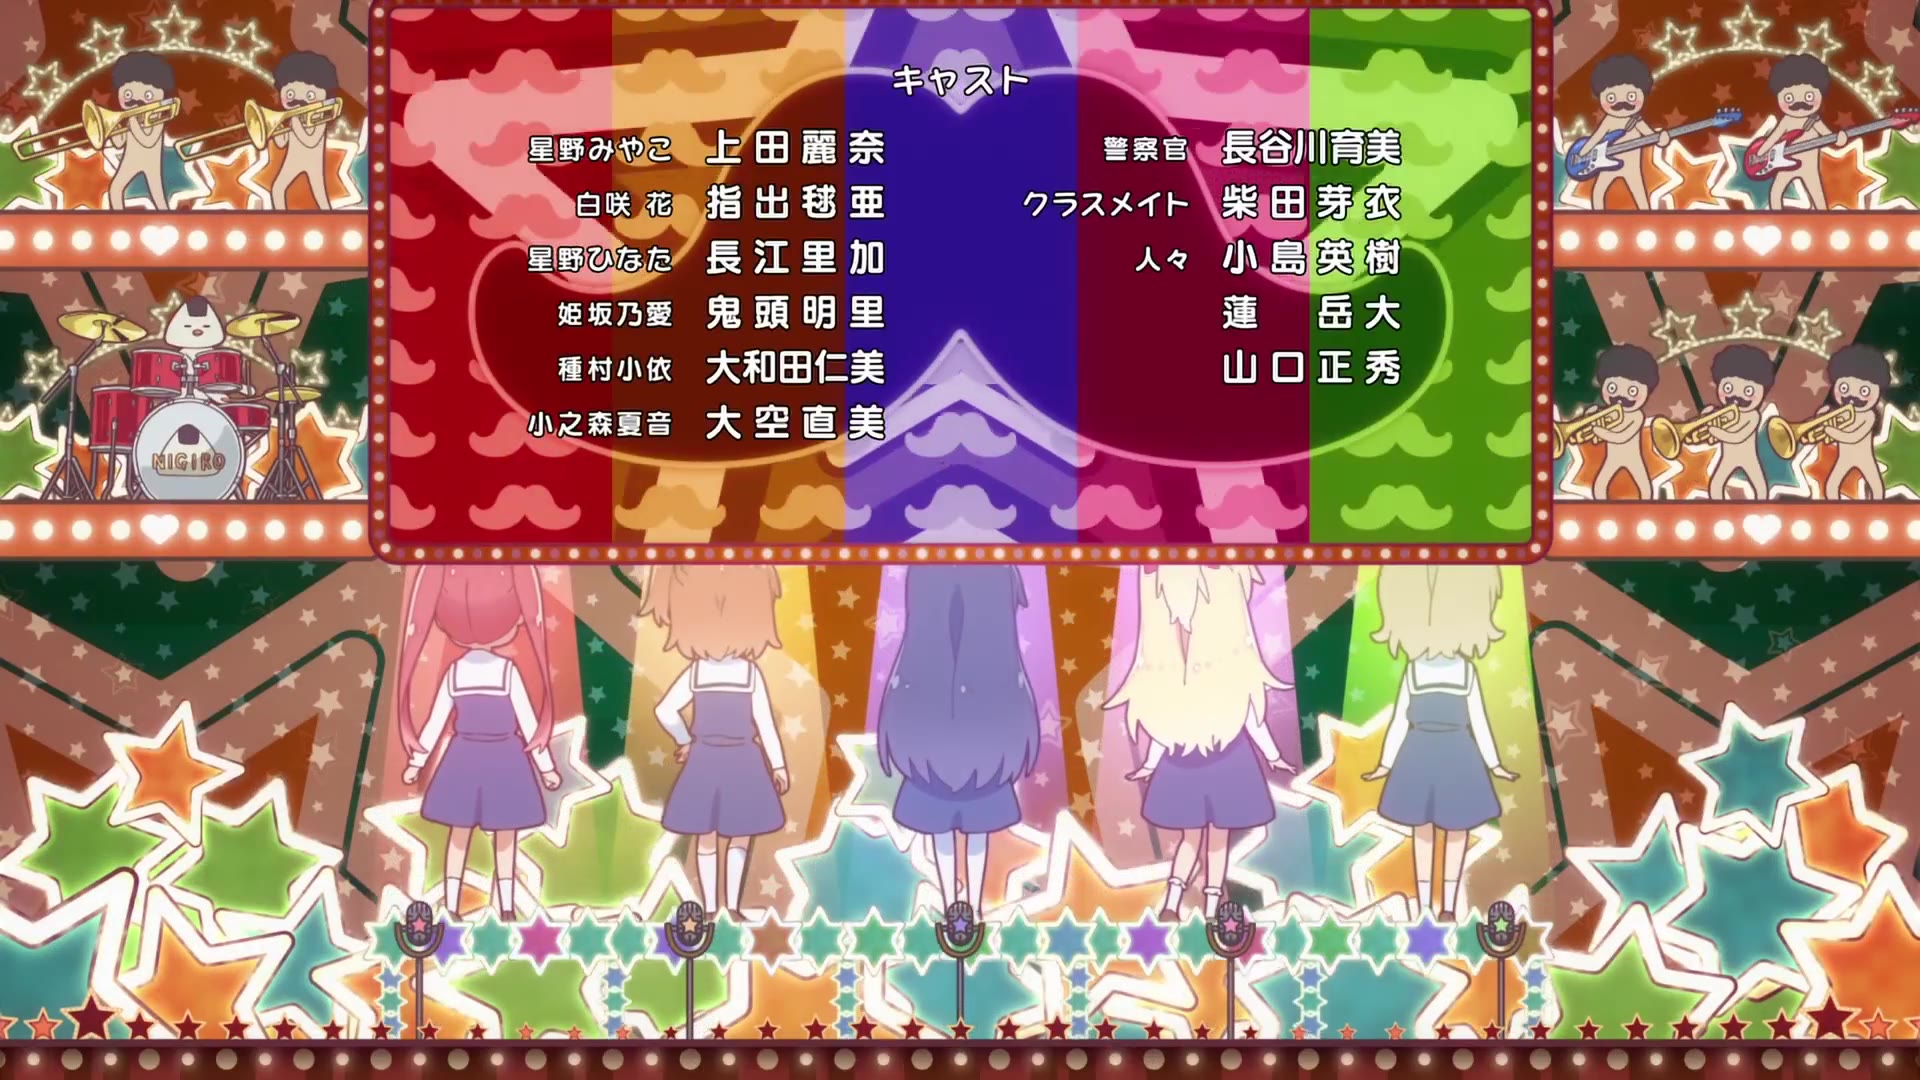 キャスト
星野みやこ 上田麗奈
白咲 花 指出毬亜
星野ひなた 長江里加
姫坂乃愛 鬼頭明里
種村小依 大和田仁美
小之森夏音 大空直美
警察官 長谷川育美
クラスメイト 柴田芽衣
人々 小島英樹
蓮 岳大
山口正秀
NIGIRO